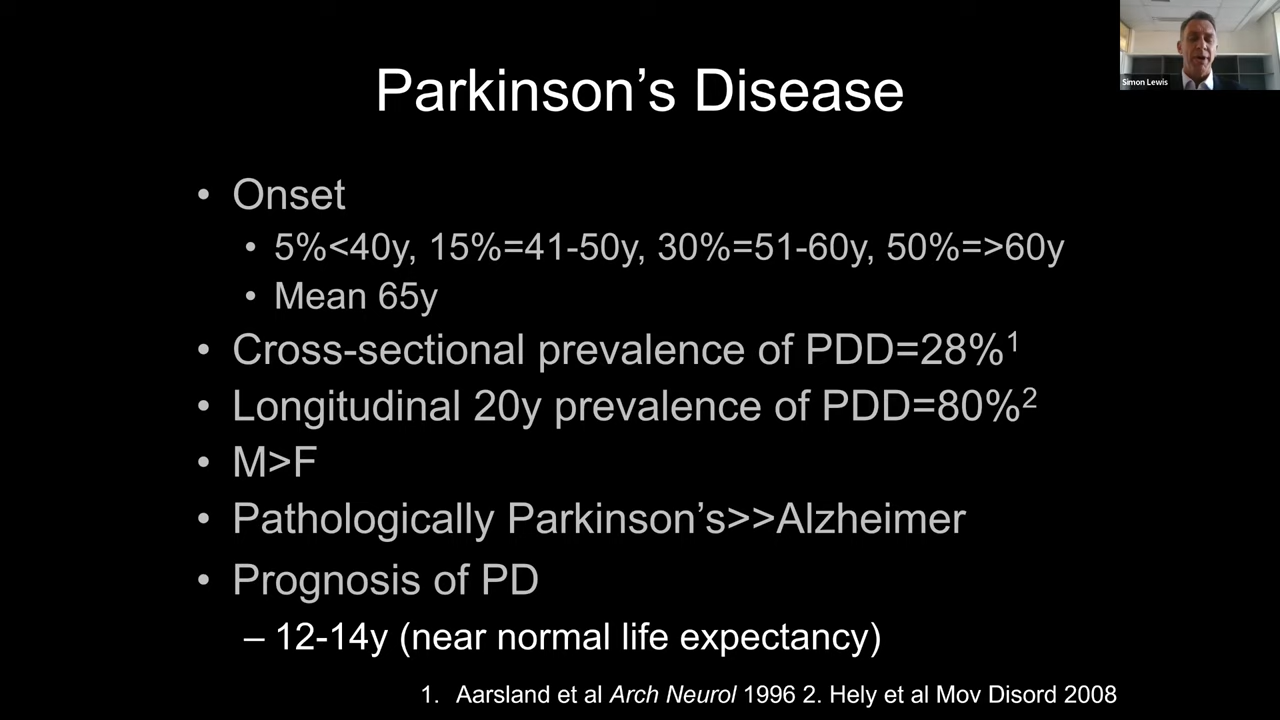 Simon Lewis
Parkinson’s Disease
• Onset
• 5%<40y, 15%=41-50y, 30%=51-60y, 50%=>60y
• Mean 65y
• Cross-sectional prevalence of PDD=28%1
• Longitudinal 20y prevalence of PDD=80%2
• M>F
• Pathologically Parkinson’s>>Alzheimer
• Prognosis of PD
– 12-14y (near normal life expectancy)
1. Aarsland et al Arch Neurol 1996 2. Hely et al Mov Disord 2008